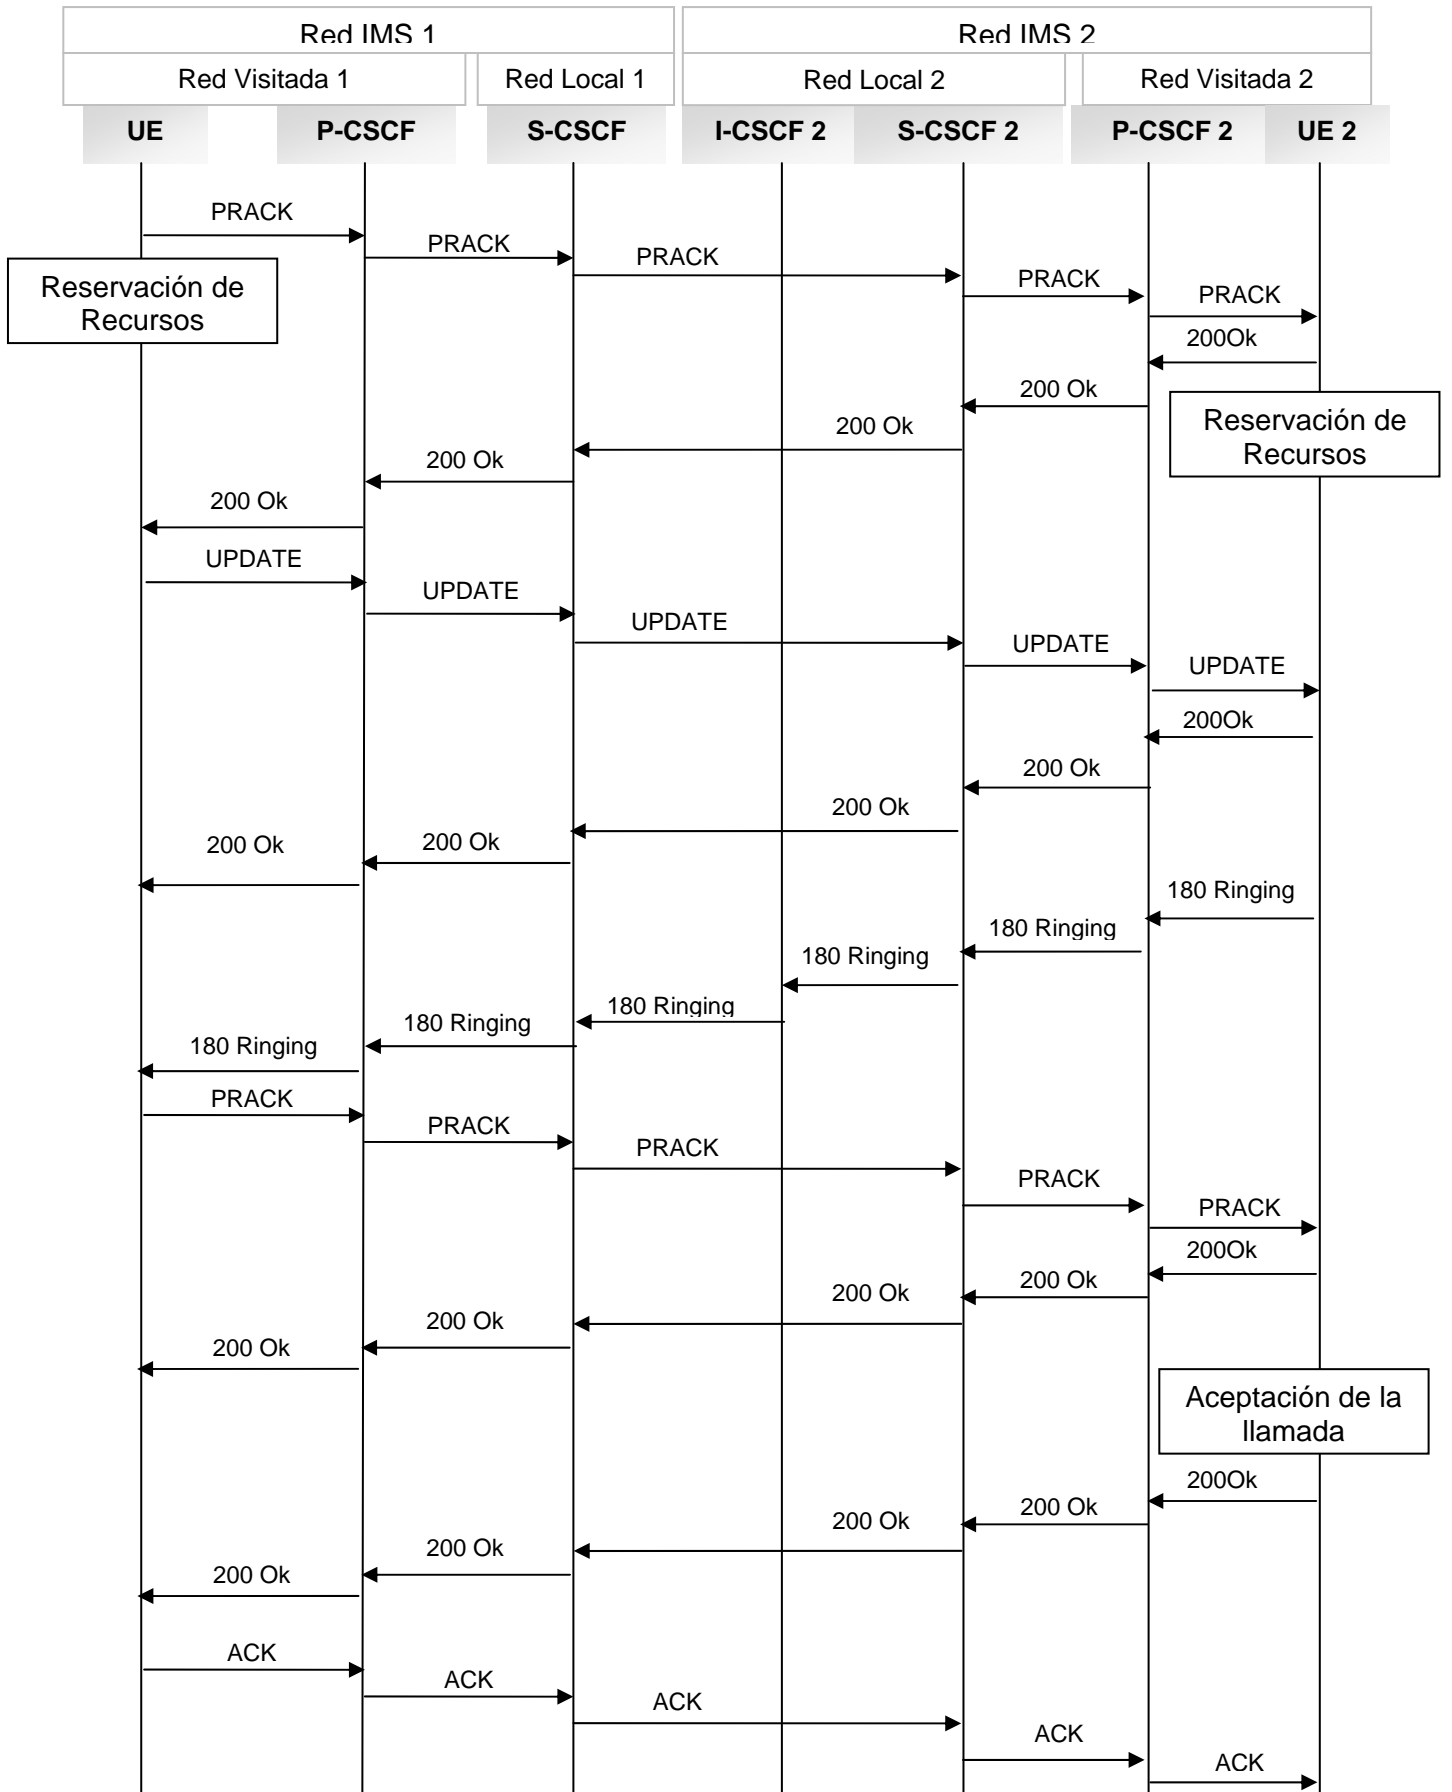 Red IMS 1
Red IMS 2
Red Visitada 1
Red Local 1
Red Local 2
Red Visitada 2
UE
P-CSCF
S-CSCF
I-CSCF 2
S-CSCF 2
P-CSCF 2
UE 2
PRACK
PRACK
PRACK
PRACK
PRACK
Reservación de
Recursos
200Ok
200 Ok
200 Ok
200 Ok
200 Ok
Reservación de
Recursos
UPDATE
UPDATE
UPDATE
UPDATE
UPDATE
200Ok
200 Ok
200 Ok
200 Ok
200 Ok
180 Ringing
180 Ringing
180 Ringing
180 Ringing
180 Ringing
180 Ringing
PRACK
PRACK
PRACK
PRACK
PRACK
200Ok
200 Ok
200 Ok
200 Ok
200 Ok
Aceptación de la
llamada
200Ok
200 Ok
200 Ok
200 Ok
200 Ok
ACK
ACK
ACK
ACK
ACK